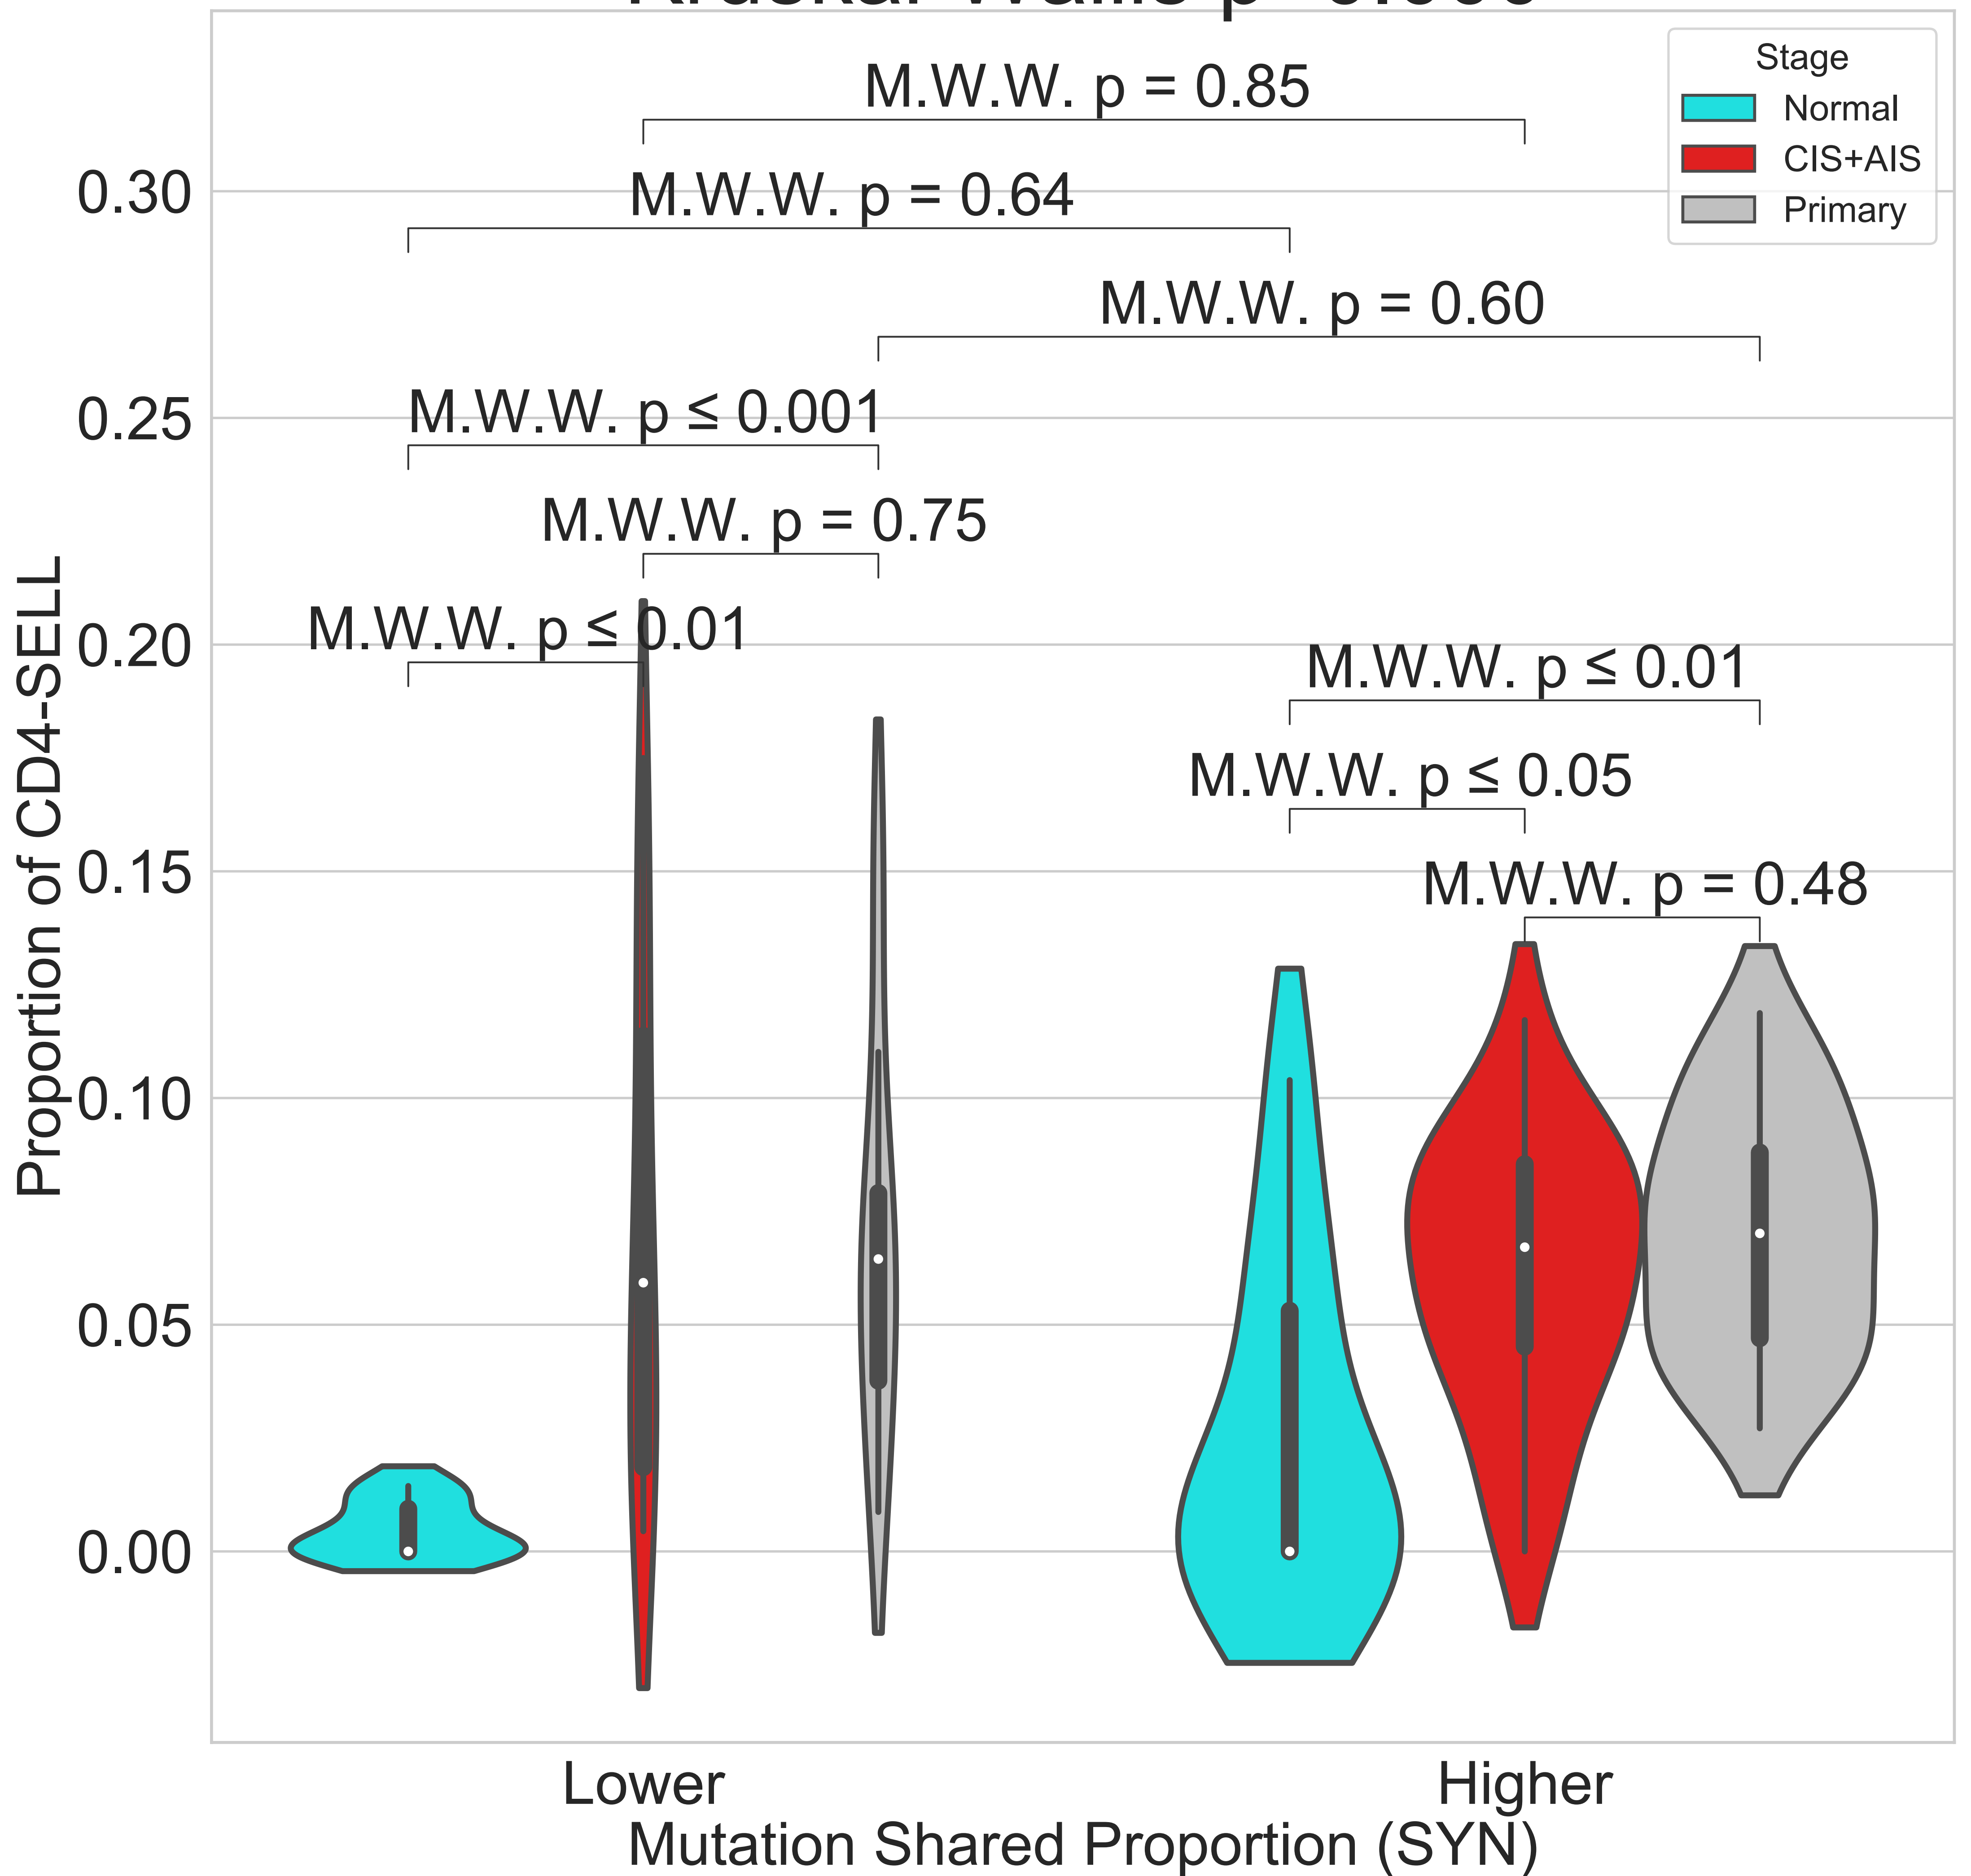 Stage
Normal
CIS+AIS
Primary
M.W.W. p = 0.85
M.W.W. p = 0.64
M.W.W. p = 0.60
M.W.W. p ≤ 0.001
M.W.W. p = 0.75
M.W.W. p ≤ 0.01
M.W.W. p ≤ 0.01
M.W.W. p ≤ 0.05
M.W.W. p = 0.48
Proportion of CD4-SELL
0.30
0.25
0.20
0.15
0.10
0.05
0.00
Lower
Higher
Mutation Shared Proportion (SYN)